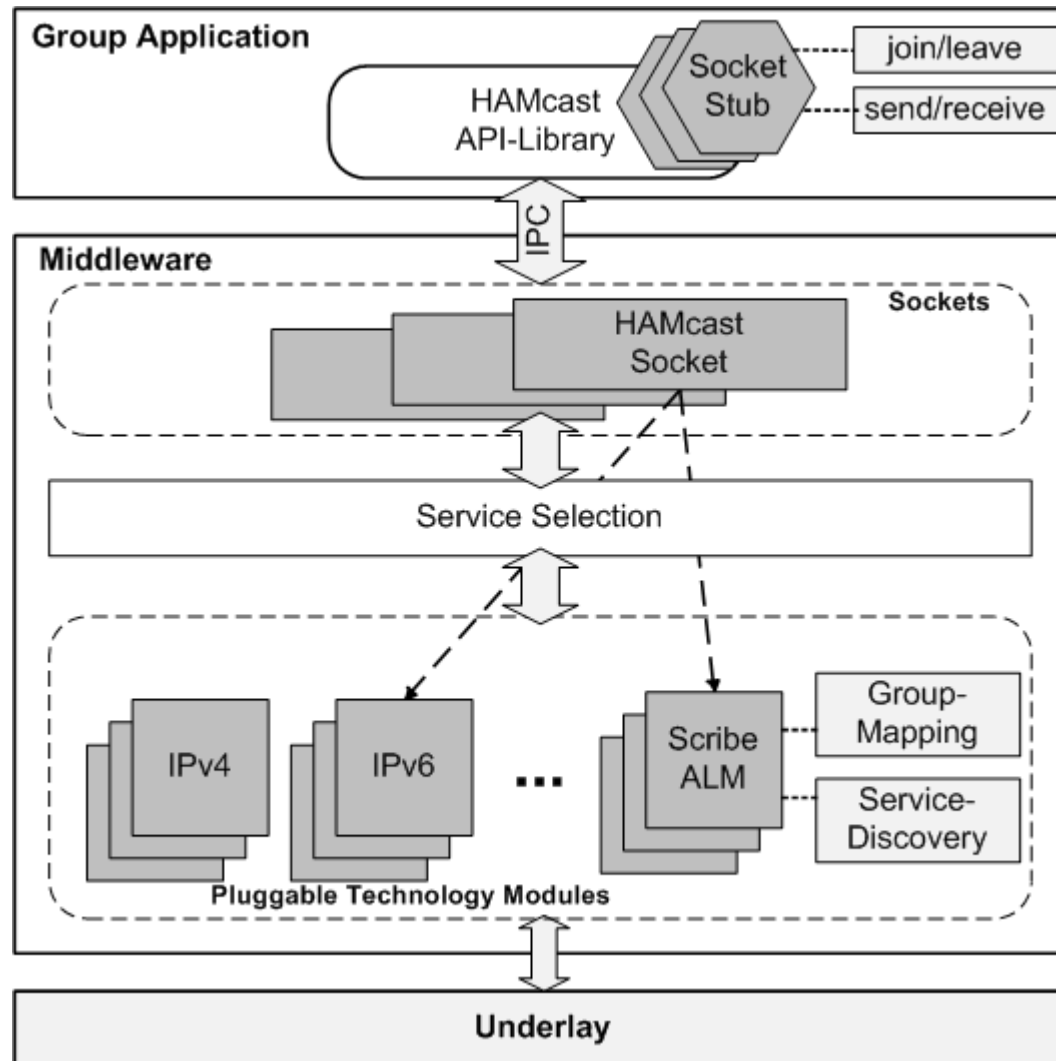 Group Application
HAMcast
API-Library
Socket
Stub
join/leave
send/receive
IPC
Middleware
Sockets
HAMcast
Socket
Service Selection
IPv4
IPv6
...
Scribe
ALM
Group-
Mapping
Service-
Discovery
Pluggable Technology Modules
Underlay